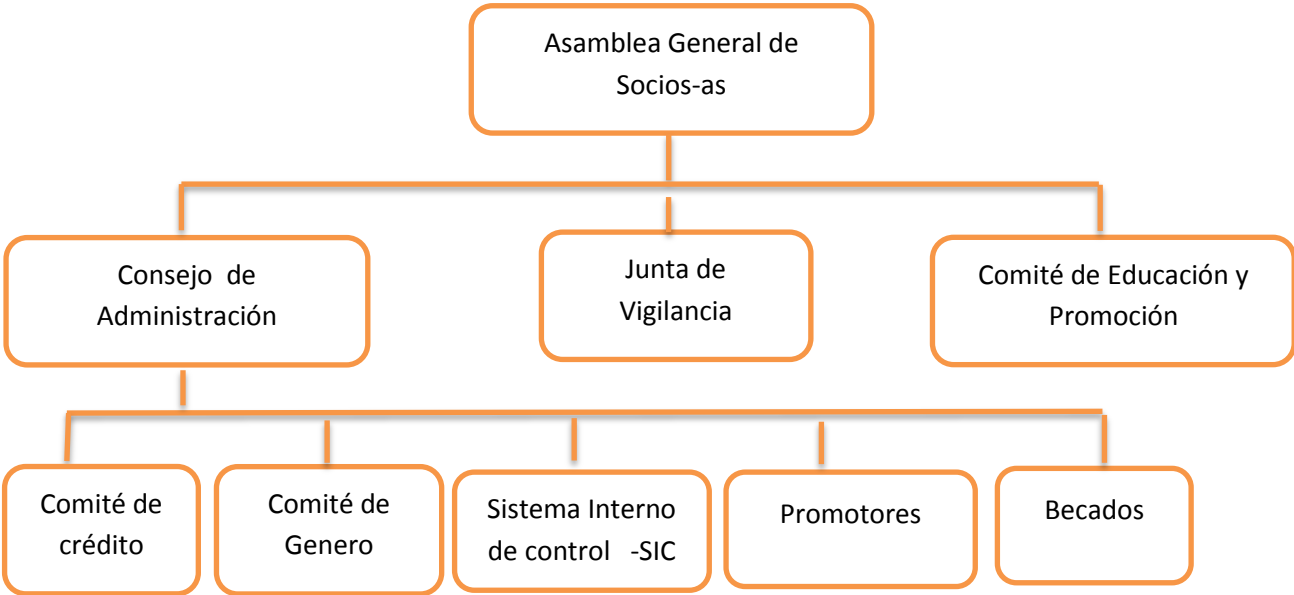 Asamblea General de
Socios-as
Consejo de
Administración
Junta de
Vigilancia
Comité de Educación y
Promoción
Comité de
crédito
Comité de
Genero
Sistema Interno
de control -SIC
Promotores
Becados